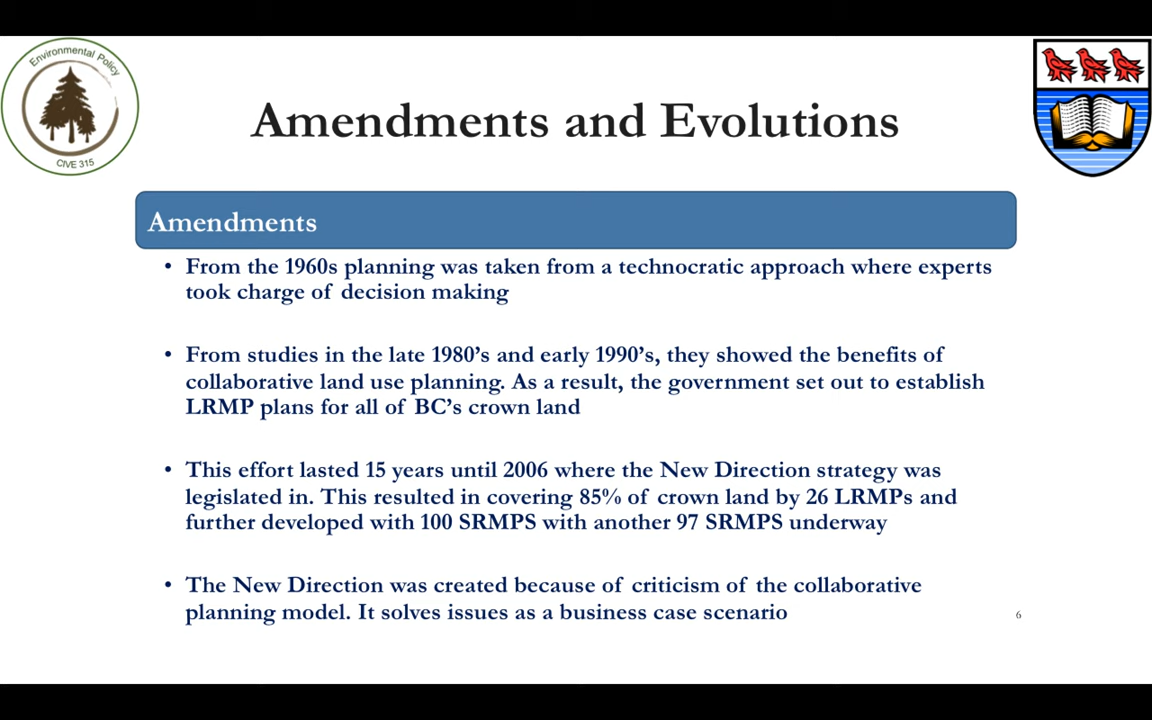 Environmental Policy
CIVE 315
Amendments and Evolutions
Amendments
• From the 1960s planning was taken from a technocratic approach where experts
took charge of decision making
• From studies in the late 1980's and early 1990's, they showed the benefits of
collaborative land use planning. As a result, the government set out to establish
LRMP plans for all of BC's crown land
• This effort lasted 15 years until 2006 where the New Direction strategy was
legislated in. This resulted in covering 85% of crown land by 26 LRMPs and
further developed with 100 SRMPS with another 97 SRMPS underway
• The New Direction was created because of criticism of the collaborative
planning model. It solves issues as a business case scenario
6